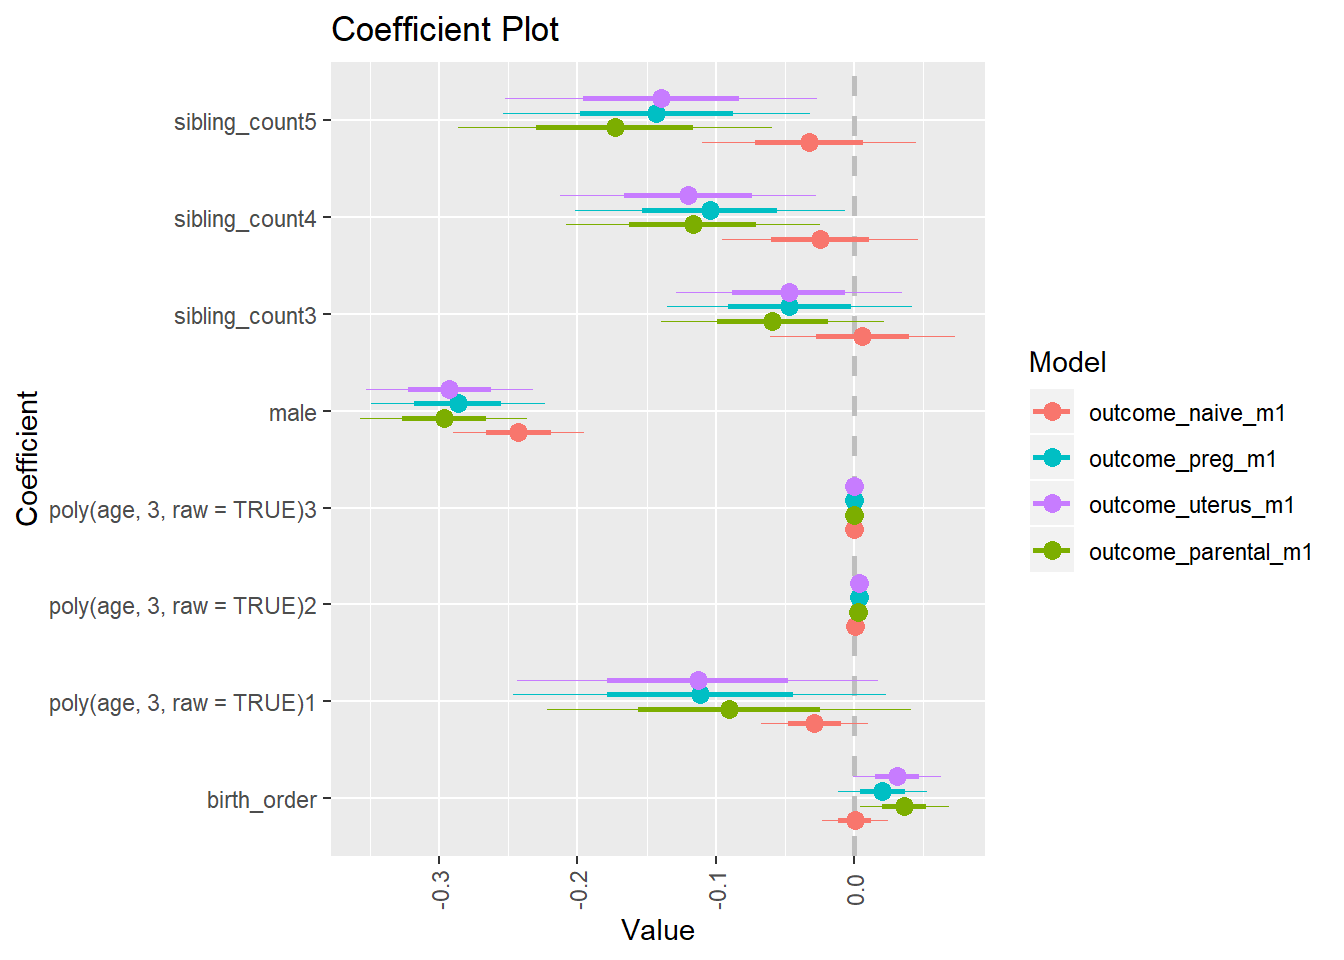 Coefficient Plot
sibling_count5
sibling_count4
sibling_count3
male
poly(age, 3, raw = TRUE)3
poly(age, 3, raw = TRUE)2
poly(age, 3, raw = TRUE)1
birth_order
Coefficient
-0.3
-0.2
-0.1
0.0
Value
Model
outcome_naive_m1
outcome_preg_m1
outcome_uterus_m1
outcome_parental_m1